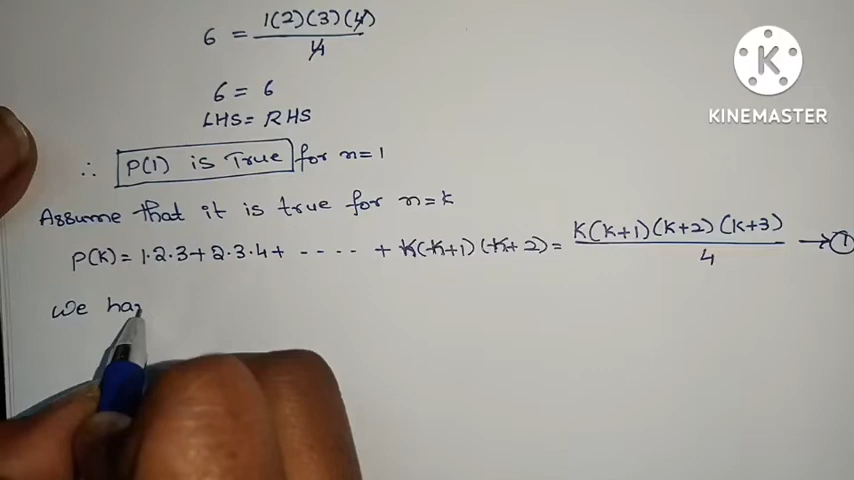 6 = 1(2)(3)(4) / 4
6 = 6
LHS = RHS
∴ P(1) is True for n=1
Assume that it is true for n=k
P(K) = 1·2·3+2·3·4+ ----- + k(k+1)(k+2) = K(K+1)(K+2)(K+3) / 4 → 1
We hav
K
KINEMASTER